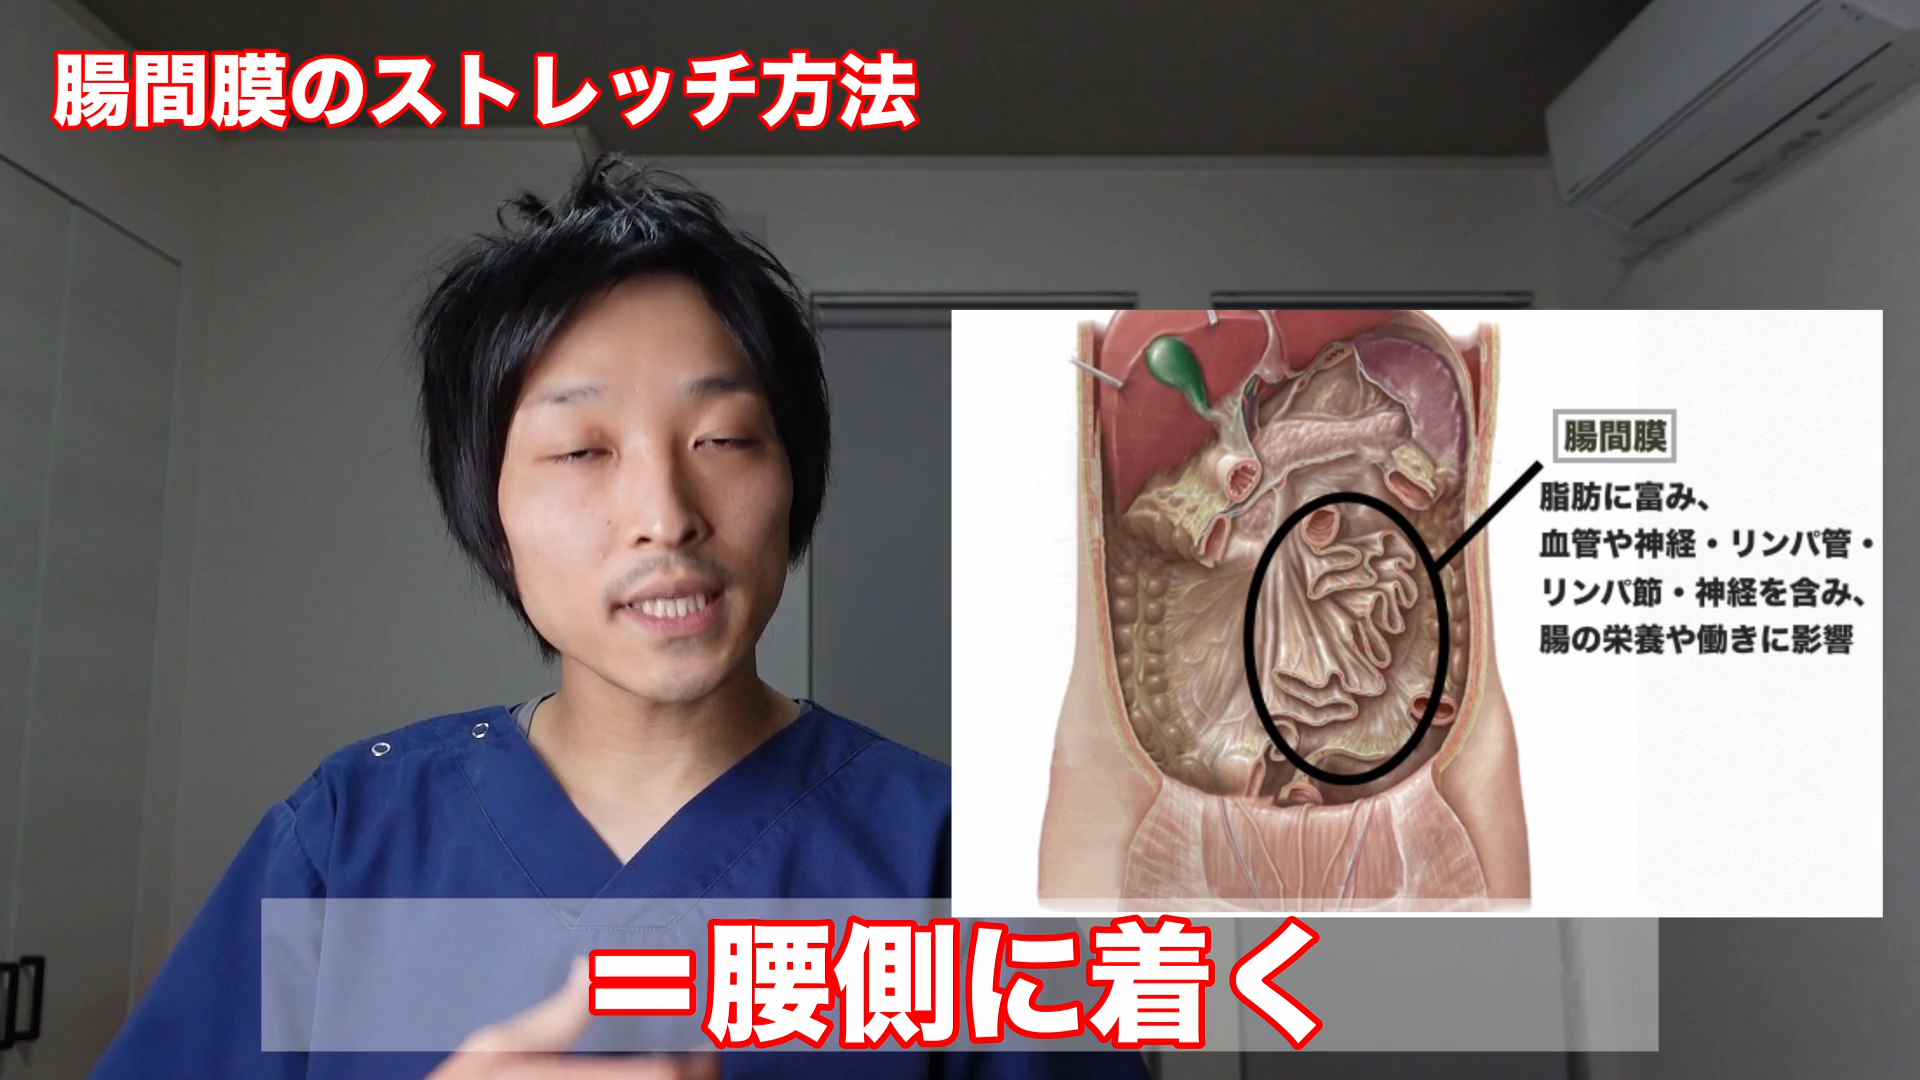 腸間膜のストレッチ方法
腸間膜
脂肪に富み、
血管や神経・リンパ管・
リンパ節・神経を含み、
腸の栄養や働きに影響
＝腰側に着く